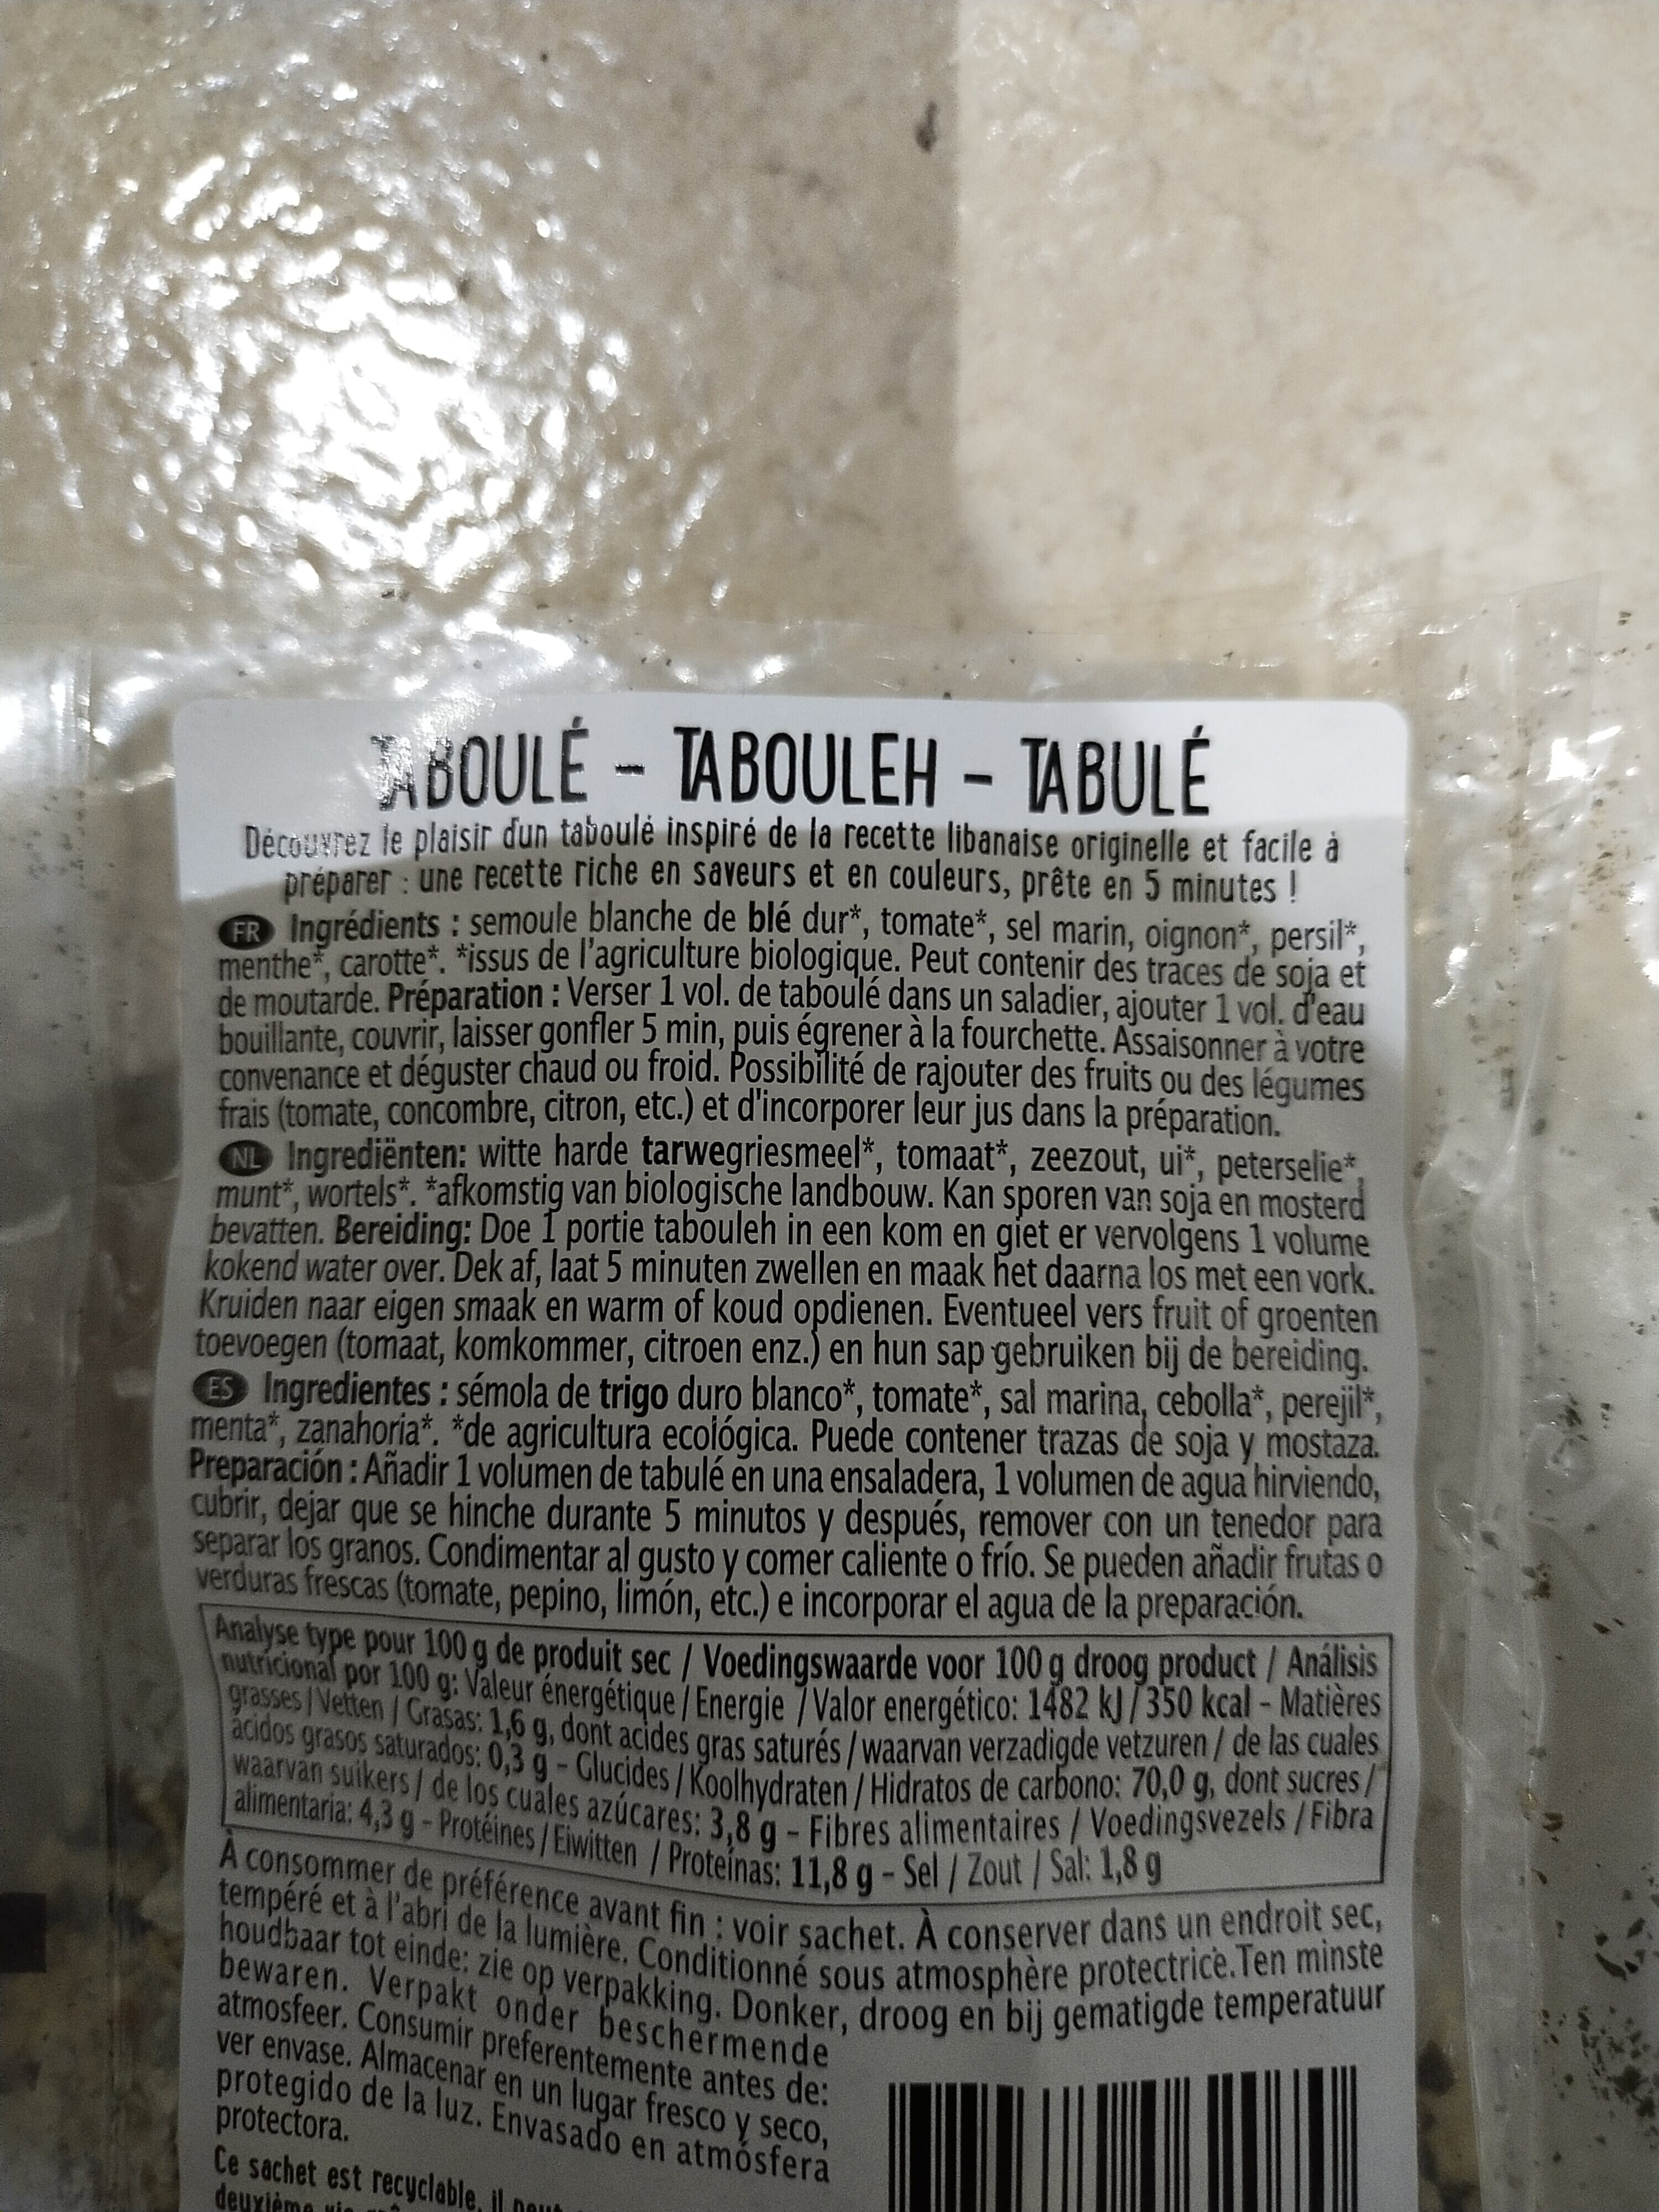 TABOULÉ - TABOULEH - TABULÉ
Découvrez le plaisir d'un taboulé inspiré de la recette libanaise originelle et facile à
préparer : une recette riche en saveurs et en couleurs, prête en 5 minutes !
FR Ingrédients : semoule blanche de blé dur*, tomate*, sel marin, oignon*, persil*,
menthe*, carotte*. *issus de l'agriculture biologique. Peut contenir des traces de soja et
de moutarde. Préparation : Verser 1 vol. de taboulé dans un saladier, ajouter 1 vol. d'eau
bouillante, couvrir, laisser gonfler 5 min, puis égrener à la fourchette. Assaisonner à votre
convenance et déguster chaud ou froid. Possibilité de rajouter des fruits ou des légumes
frais (tomate, concombre, citron, etc.) et d'incorporer leur jus dans la préparation.
NL Ingrediënten: witte harde tarwegriesmeel*, tomaat*, zeezout, ui*, peterselie*,
munt*, wortels*. *afkomstig van biologische landbouw. Kan sporen van soja en mosterd
bevatten. Bereiding: Doe 1 portie tabouleh in een kom en giet er vervolgens 1 volume
kokend water over. Dek af, laat 5 minuten zwellen en maak het daarna los met een vork.
Kruiden naar eigen smaak en warm of koud opdienen. Eventueel vers fruit of groenten
toevoegen (tomaat, komkommer, citroen enz.) en hun sap gebruiken bij de bereiding.
ES Ingredientes : sémola de trigo duro blanco*, tomate*, sal marina, cebolla*, perejil*,
menta*, zanahoria*. *de agricultura ecológica. Puede contener trazas de soja y mostaza.
Preparación : Añadir 1 volumen de tabulé en una ensaladera, 1 volumen de agua hirviendo,
cubrir, dejar que se hinche durante 5 minutos y después, remover con un tenedor para
separar los granos. Condimentar al gusto y comer caliente o frío. Se pueden añadir frutas o
verduras frescas (tomate, pepino, limón, etc.) e incorporar el agua de la preparación.
Analyse type pour 100 g de produit sec / Voedingswaarde voor 100 g droog product / Análisis
nutricional por 100 g: Valeur énergétique / Energie / Valor energético: 1482 kJ / 350 kcal - Matières
grasses / Vetten / Grasas: 1,6 g, dont acides gras saturés / waarvan verzadigde vetzuren / de las cuales
ácidos grasos saturados: 0,3 g - Glucides / Koolhydraten / Hidratos de carbono: 70,0 g, dont sucres /
waarvan suikers / de los cuales azúcares: 3,8 g - Fibres alimentaires / Voedingsvezels / Fibra
alimentaria: 4,3 g - Protéines / Eiwitten / Proteínas: 11,8 g - Sel / Zout / Sal: 1,8 g
À consommer de préférence avant fin : voir sachet. À conserver dans un endroit sec,
tempéré et à l'abri de la lumière. Conditionné sous atmosphère protectrice. Ten minste
houdbaar tot einde: zie op verpakking. Donker, droog en bij gematigde temperatuur
bewaren. Verpakt onder beschermende
atmosfeer. Consumir preferentemente antes de:
ver envase. Almacenar en un lugar fresco y seco,
protegido de la luz. Envasado en atmósfera
protectora.
Ce sachet est recyclable, il peut
deuxième vie